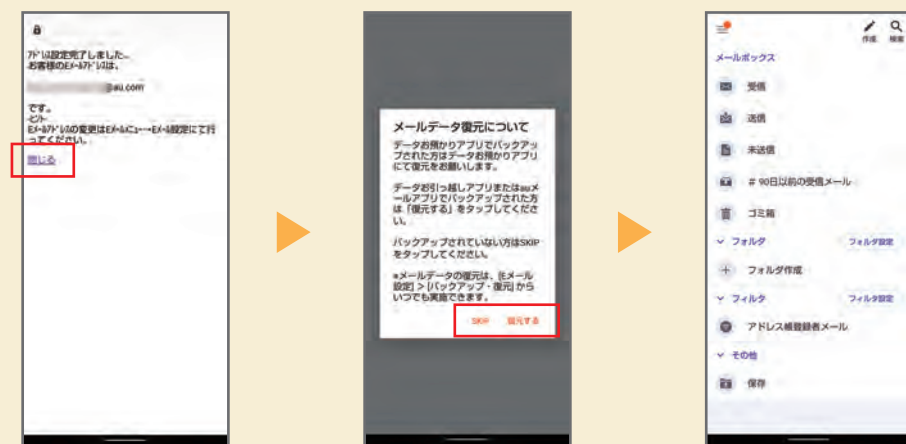 ｱﾄﾞﾚｽ設定完了しました。
お客様のEﾒｰﾙｱﾄﾞﾚｽは、
@au.com
です。
-ﾋﾝﾄ-
Eﾒｰﾙｱﾄﾞﾚｽの変更はEﾒｰﾙﾒﾆｭｰ→Eﾒｰﾙ設定にて行
ってください。
閉じる
メールデータ復元について
データお預かりアプリでバックアッ
プされた方はデータお預かりアプリ
にて復元をお願いします。
データお引っ越しアプリまたはauメ
ールアプリでバックアップされた方
は「復元する」をタップしてくださ
い。
バックアップされていない方はSKIP
をタップしてください。
※メールデータの復元は、[Eメール
設定] > [バックアップ・復元] から
いつでも実施できます。
SKIP 復元する
作成 検索
メールボックス
受信
送信
未送信
# 90日以前の受信メール
ゴミ箱
フォルダ フォルダ設定
フォルダ作成
フォルダ フォルダ設定
アドレス帳登録者メール
その他
保存